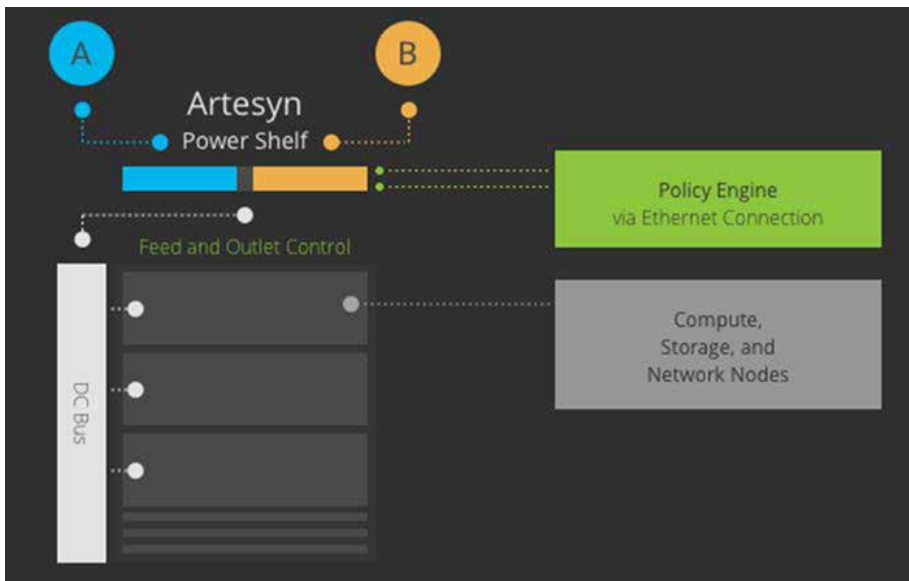 A
B
Artesyn
Power Shelf
Policy Engine
via Ethernet Connection
Feed and Outlet Control
Compute,
Storage, and
Network Nodes
DC Bus